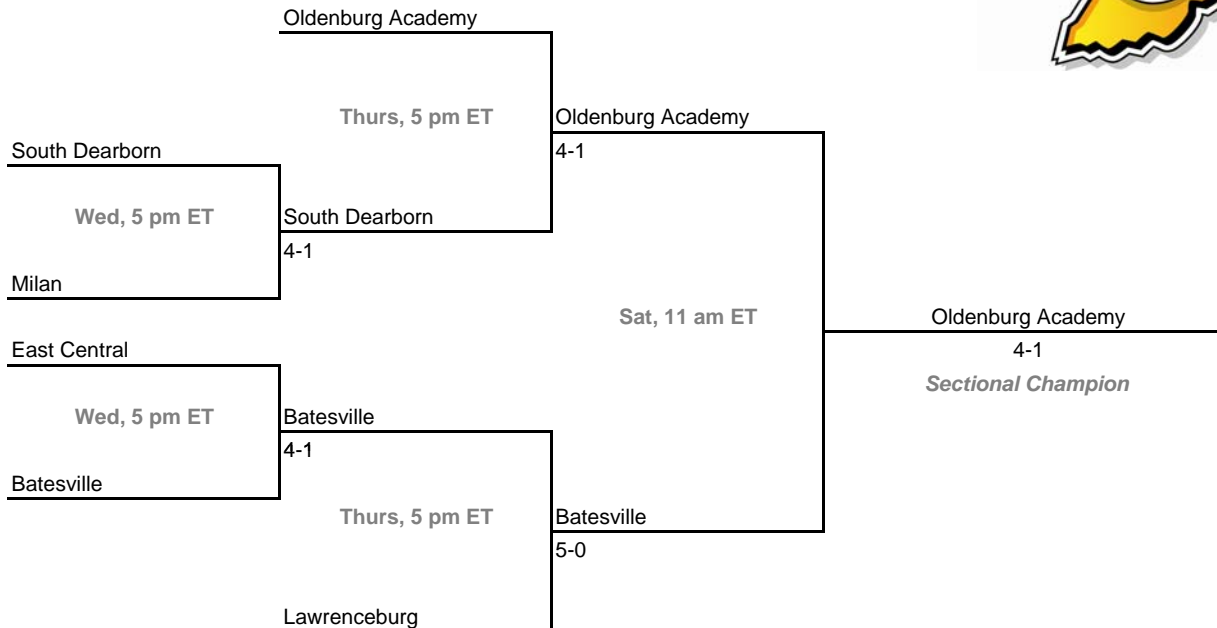 Oldenburg Academy
Thurs, 5 pm ET
Oldenburg Academy
South Dearborn
4-1
Wed, 5 pm ET
South Dearborn
4-1
Milan
Sat, 11 am ET
Oldenburg Academy
East Central
4-1
Sectional Champion
Wed, 5 pm ET
Batesville
4-1
Batesville
Thurs, 5 pm ET
Batesville
5-0
Lawrenceburg